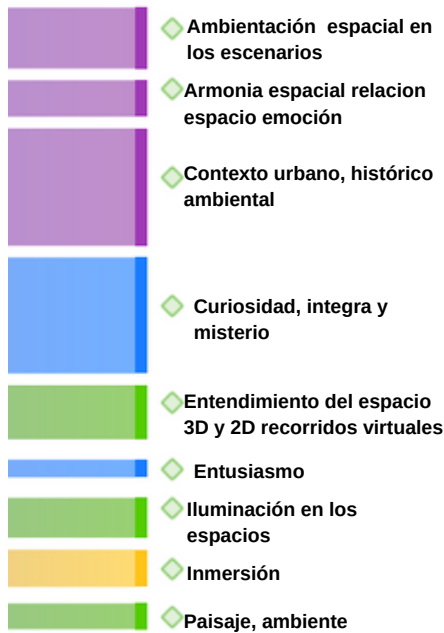 Ambientación espacial en
los escenarios
Armonia espacial relacion
espacio emoción
Contexto urbano, histórico
ambiental
Curiosidad, integra y
misterio
Entendimiento del espacio
3D y 2D recorridos virtuales
Entusiasmo
Iluminación en los
espacios
Inmersión
Paisaje, ambiente